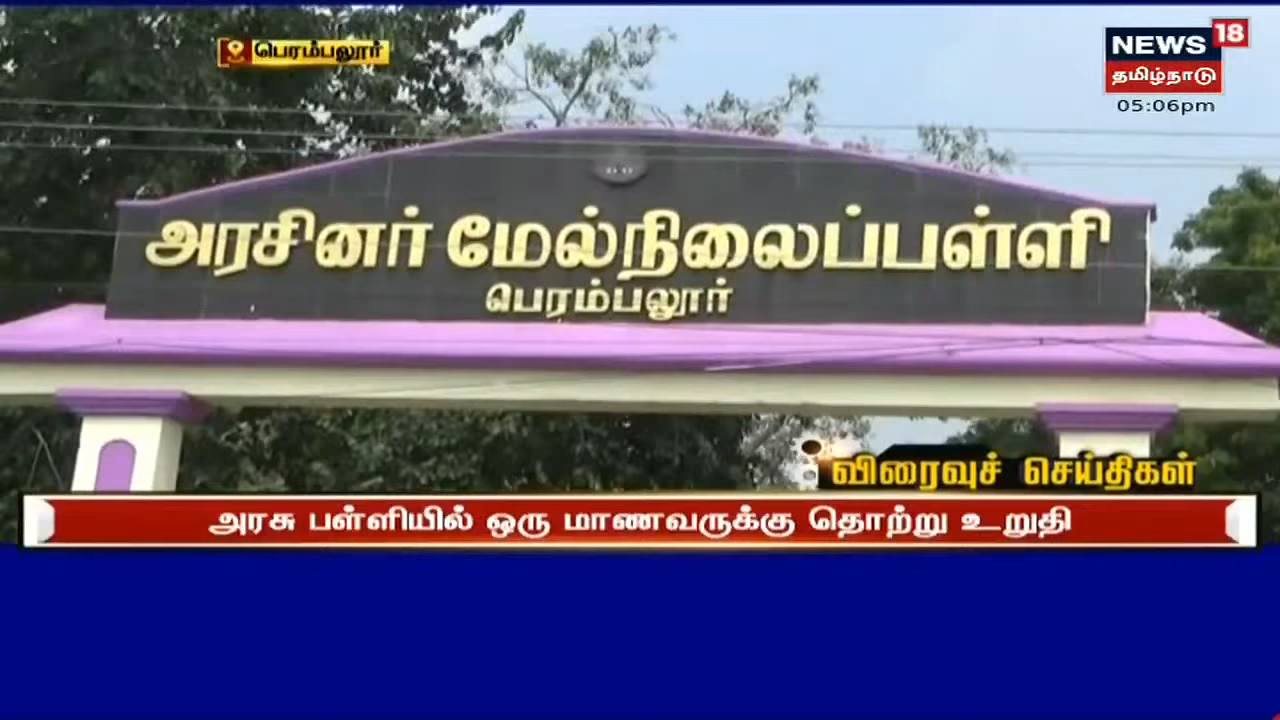 பெரம்பலூர்
NEWS 18
தமிழ்நாடு
05:06pm
அரசினர் மேல்நிலைப்பள்ளி
பெரம்பலூர்
விரைவுச் செய்திகள்
அரசு பள்ளியில் ஒரு மாணவருக்கு தொற்று உறுதி